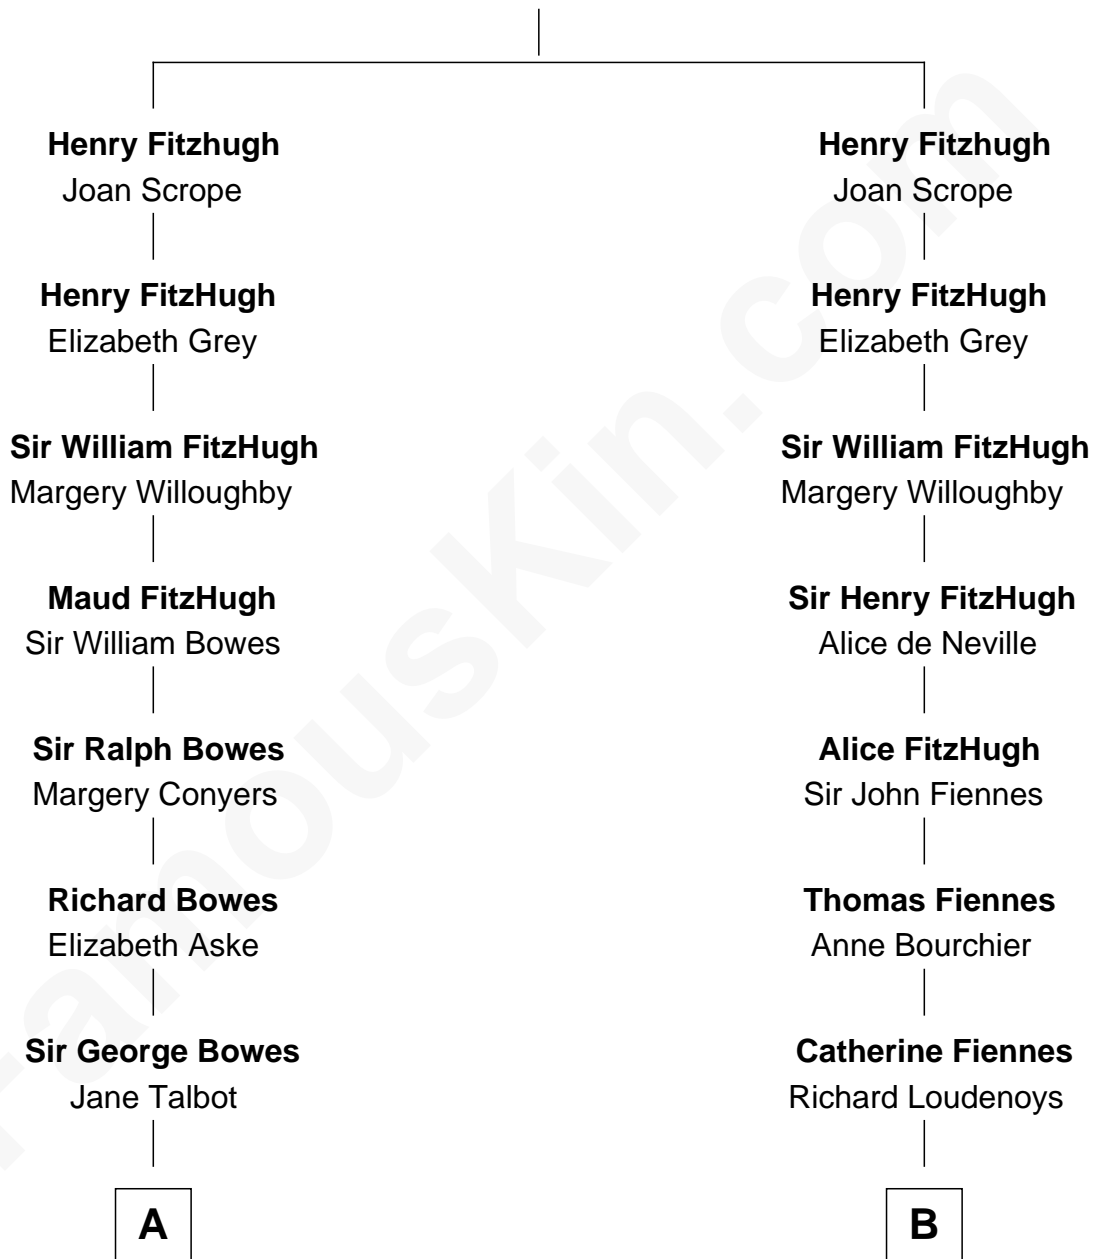 Henry Fitzhugh
Joan Scrope
Henry FitzHugh
Elizabeth Grey
Sir William FitzHugh
Margery Willoughby
Maud FitzHugh
Sir William Bowes
Sir Ralph Bowes
Margery Conyers
Richard Bowes
Elizabeth Aske
Sir George Bowes
Jane Talbot
A
Henry Fitzhugh
Joan Scrope
Henry FitzHugh
Elizabeth Grey
Sir William FitzHugh
Margery Willoughby
Sir Henry FitzHugh
Alice de Neville
Alice FitzHugh
Sir John Fiennes
Thomas Fiennes
Anne Bourchier
Catherine Fiennes
Richard Loudenoys
B
FamousKin.com